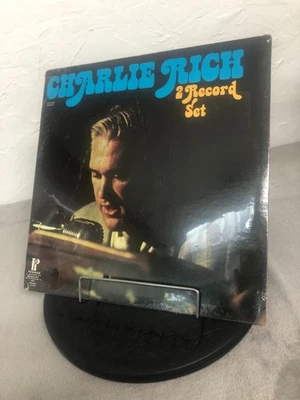 CHARLIE RICH
2 Record
Set